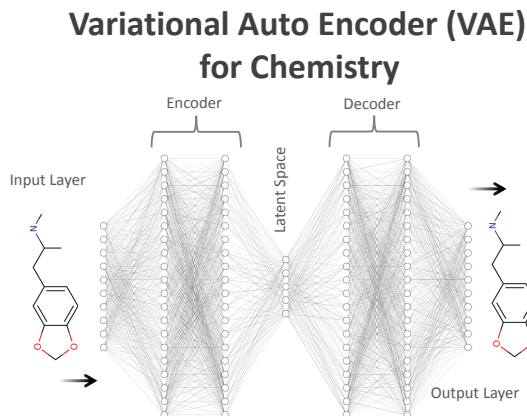 Variational Auto Encoder (VAE)
for Chemistry
Encoder
Decoder
Input Layer
Latent Space
Output Layer
N
O
O
N
O
O